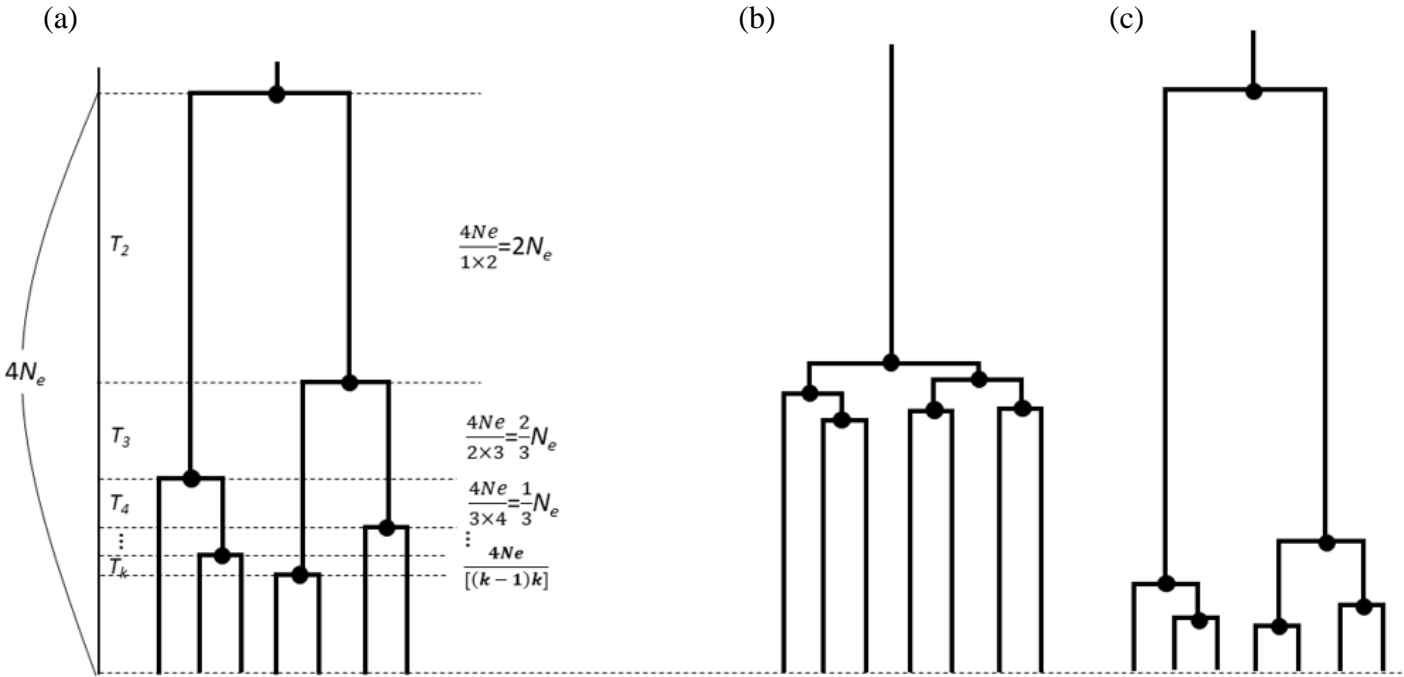 (a)
(b)
(c)
T₂
4Ne/1×2=2Nₑ
4Nₑ
T₃
4Ne/2×3=2/3Nₑ
T₄
4Ne/3×4=1/3Nₑ
⋮
⋮
Tₖ
4Ne/[(k − 1)k]